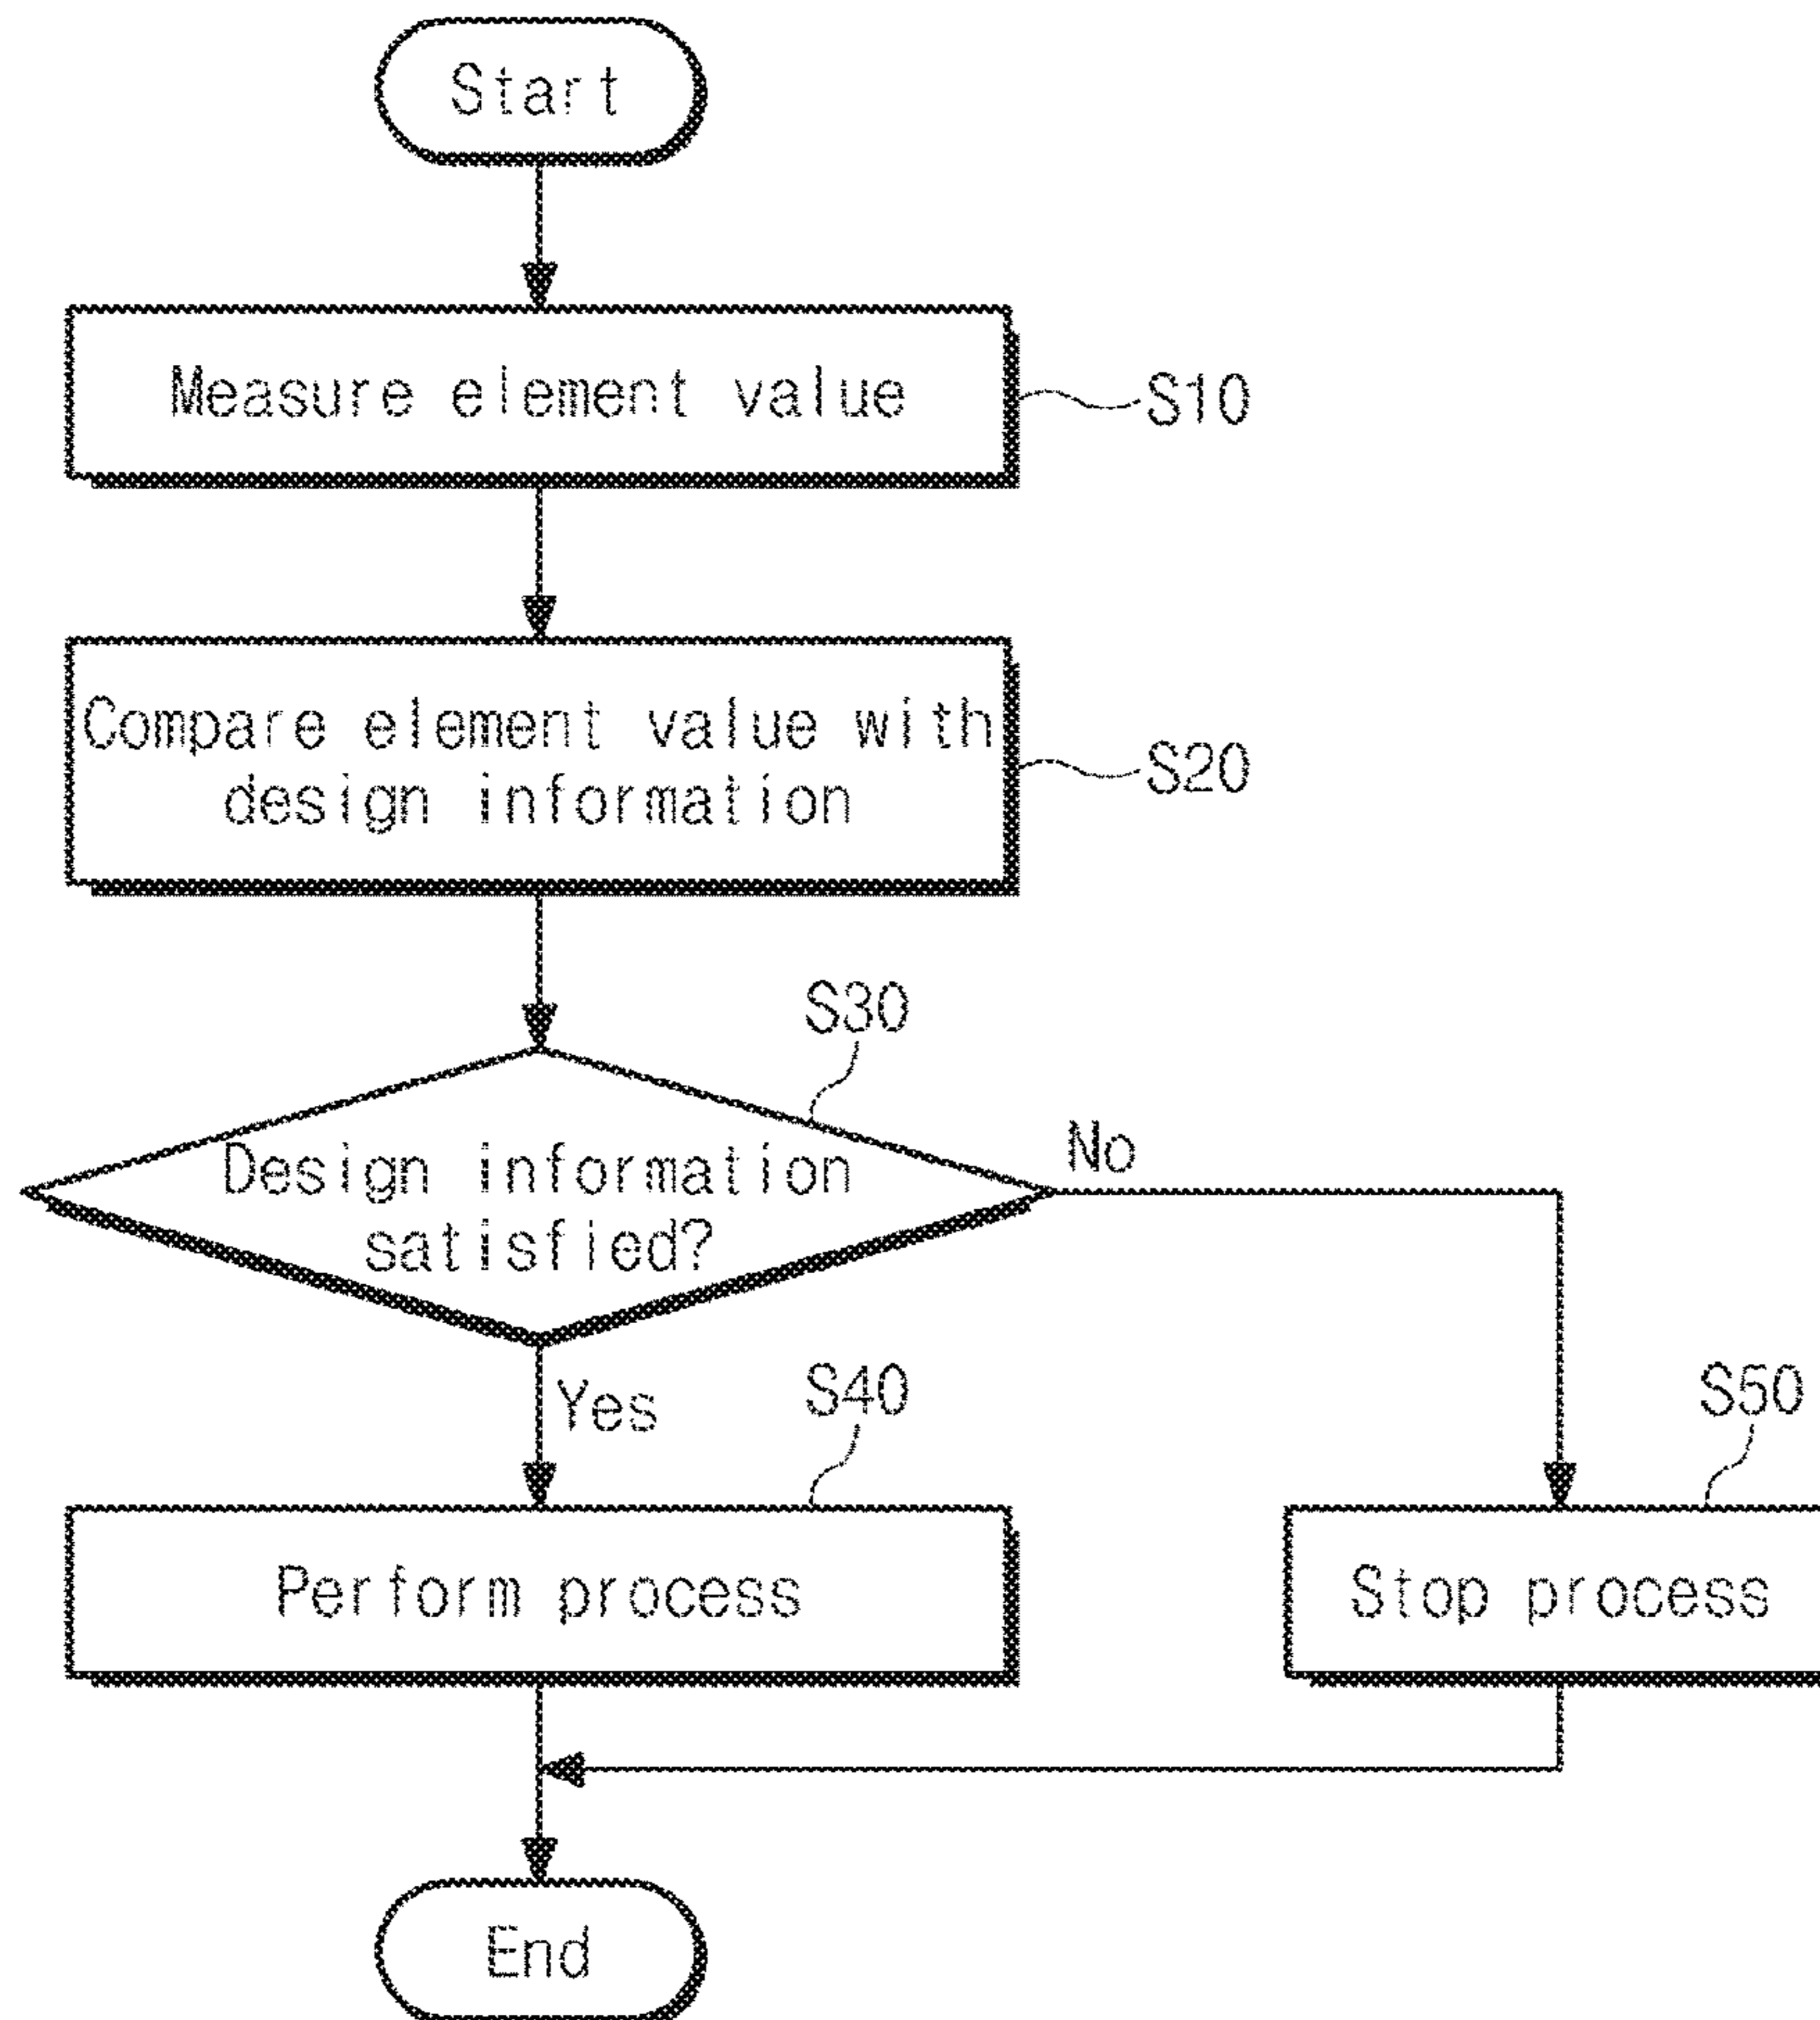 Start
Measure element value
S10
Compare element value with
design information
S20
S30
Design information
satisfied?
No
Yes
S40
S50
Perform process
Stop process
End